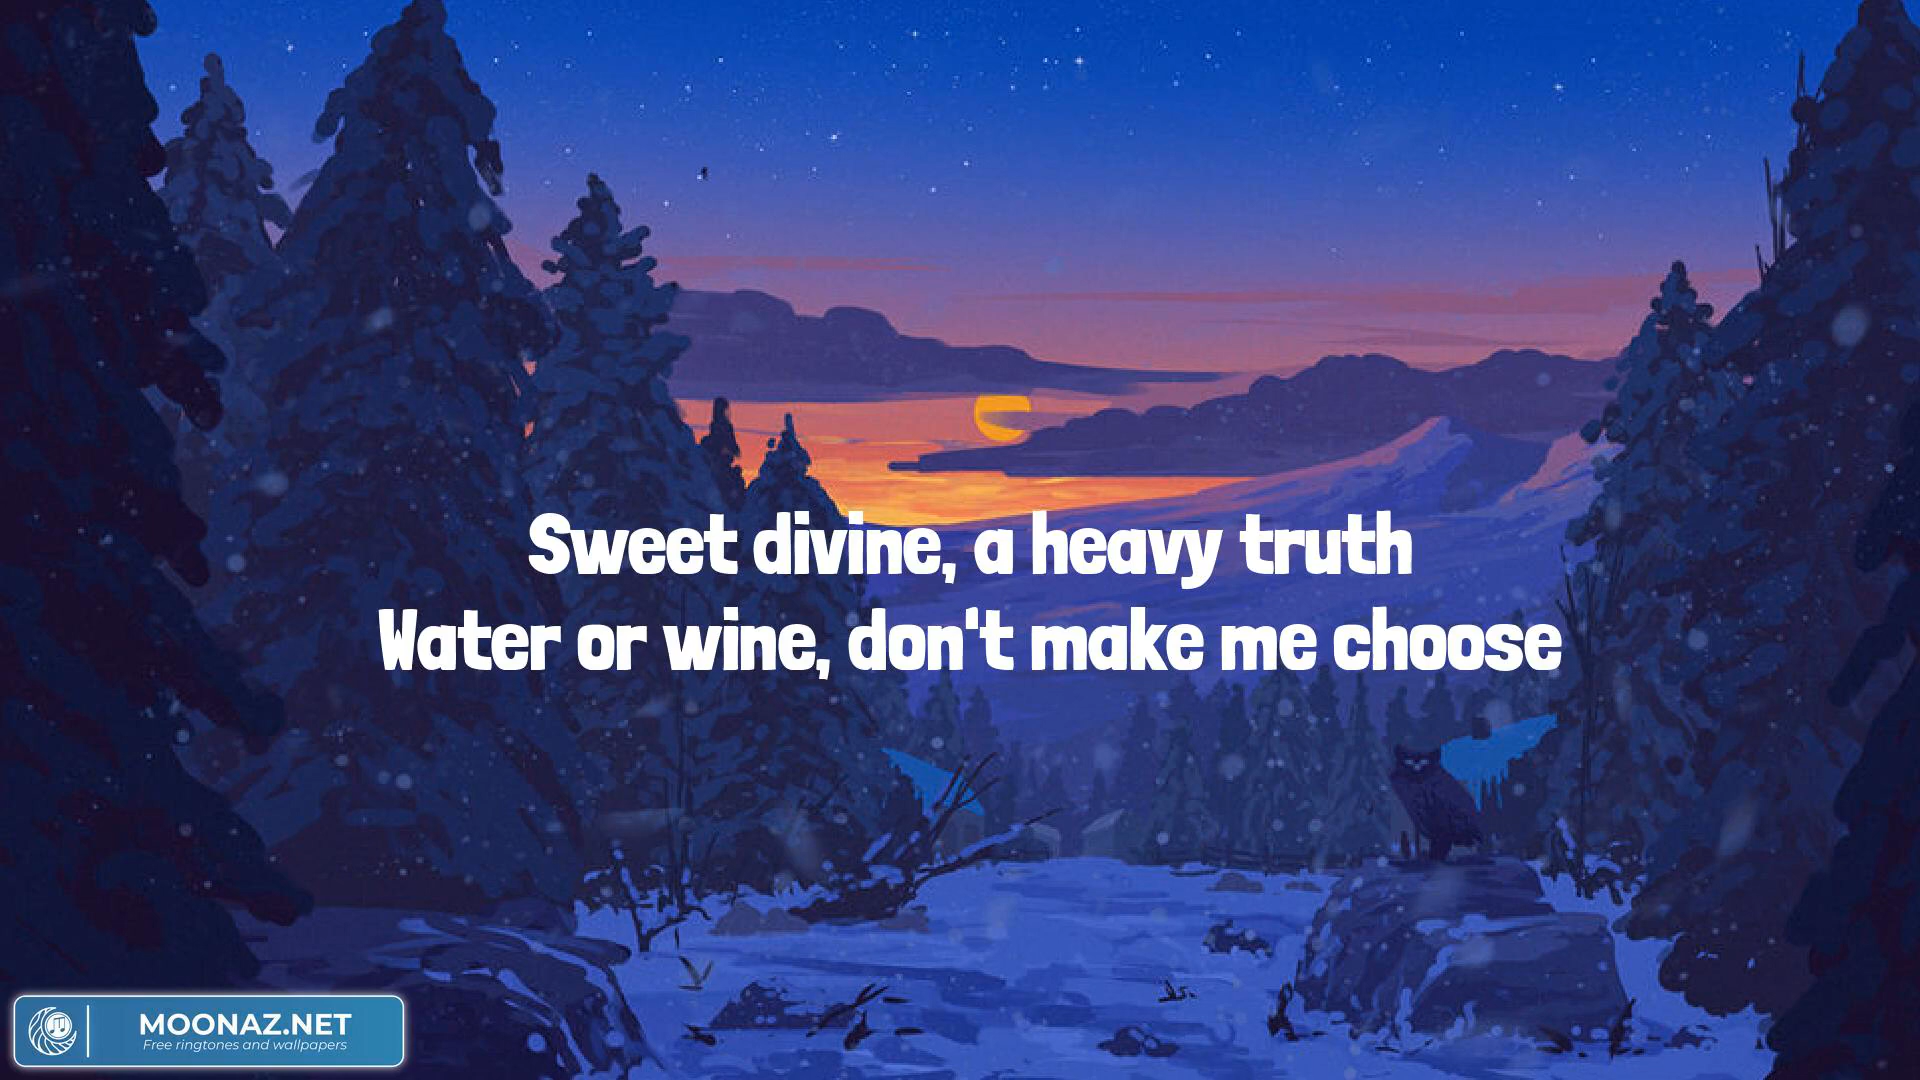 Sweet divine, a heavy truth
Water or wine, don't make me choose
MOONAZ.NET
Free ringtones and wallpapers